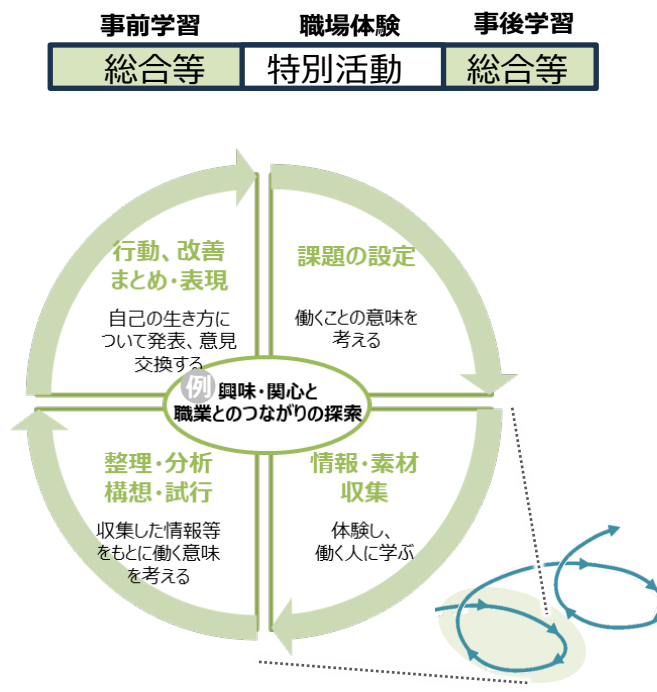 事前学習
職場体験
事後学習
総合等
特別活動
総合等
行動、改善
まとめ・表現
自己の生き方に
ついて発表、意見
交換する
課題の設定
働くことの意味を
考える
例 興味・関心と
職業とのつながりの探索
整理・分析
構想・試行
収集した情報等
をもとに働く意味
を考える
情報・素材
収集
体験し、
働く人に学ぶ